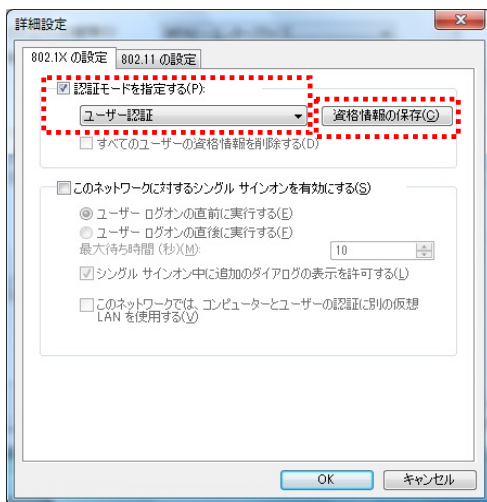 詳細設定
802.1X の設定 802.11 の設定
認証モードを指定する(P):
ユーザー認証 資格情報の保存(C)
すべてのユーザーの資格情報を削除する(D)
このネットワークに対するシングル サインオンを有効にする(S)
ユーザー ログオンの直前に実行する(E)
ユーザー ログオンの直後に実行する(F)
最大待ち時間 (秒)(M): 10
シングル サインオン中に追加のダイアログの表示を許可する(L)
このネットワークでは、コンピューターとユーザーの認証に別の仮想
LAN を使用する(V)
OK キャンセル